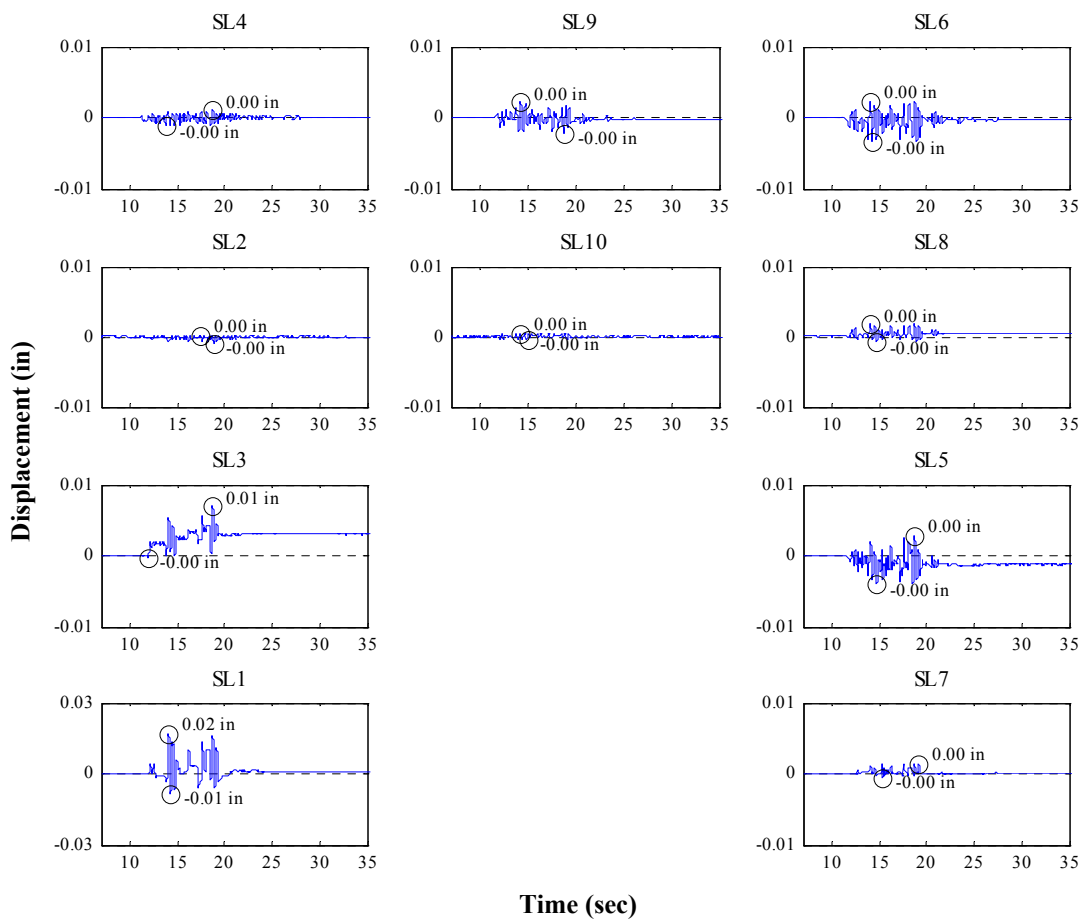 SL4 SL9 SL6
0.01 0.01 0.01
0.00 in 0.00 in 0.00 in
0 0 0
-0.00 in -0.00 in -0.00 in
-0.01 -0.01 -0.01
10 15 20 25 30 35 10 15 20 25 30 35 10 15 20 25 30 35
SL2 SL10 SL8
0.01 0.01 0.01
0.00 in 0.00 in 0.00 in
0 0 0
-0.00 in -0.00 in -0.00 in
-0.01 -0.01 -0.01
10 15 20 25 30 35 10 15 20 25 30 35 10 15 20 25 30 35
Displacement (in)
SL3 SL5
0.01 0.01
0.01 in 0.00 in
0 0
-0.00 in -0.00 in
-0.01 -0.01
10 15 20 25 30 35 10 15 20 25 30 35
SL1 SL7
0.03 0.01
0.02 in 0.00 in
0 0
-0.01 in -0.00 in
-0.03 -0.01
10 15 20 25 30 35 10 15 20 25 30 35
Time (sec)